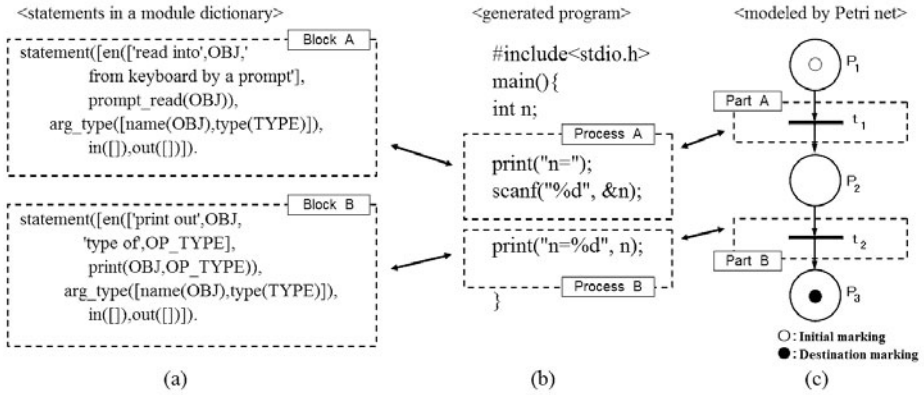 <statements in a module dictionary>
Block A
statement([en(['read into',OBJ,'
from keyboard by a prompt'],
prompt_read(OBJ)),
arg_type([name(OBJ),type(TYPE)]),
in([]),out([])]).
Block B
statement([en(['print out',OBJ,
'type of',OP_TYPE],
print(OBJ,OP_TYPE)),
arg_type([name(OBJ),type(TYPE)]),
in([]),out([])]).
(a)
<generated program>
#include<stdio.h>
main(){
int n;
Process A
print("n=");
scanf("%d", &n);
print("n=%d", n);
Process B
}
(b)
<modeled by Petri net>
P1
Part A
t1
P2
t2
Part B
P3
○: Initial marking
●: Destination marking
(c)